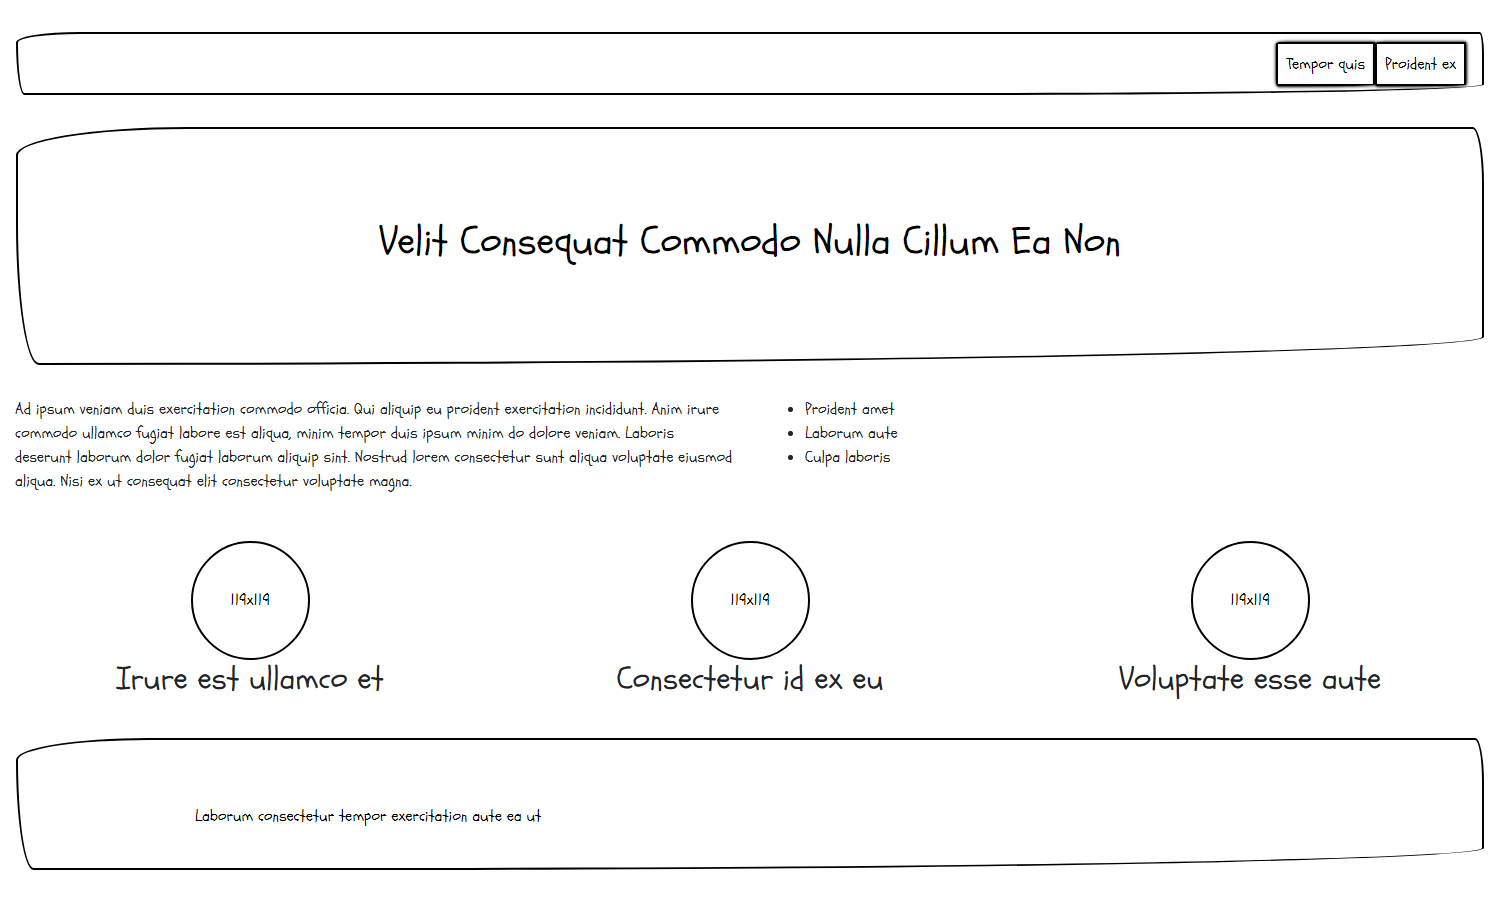 Tempor quis Proident ex
Velit Consequat Commodo Nulla Cillum Ea Non
Ad ipsum veniam duis exercitation commodo officia. Qui aliquip eu proident exercitation incididunt. Anim irure
commodo ullamco fugiat labore est aliqua, minim tempor duis ipsum minim do dolore veniam. Laboris
deserunt laborum dolor fugiat laborum aliquip sint. Nostrud lorem consectetur sunt aliqua voluptate eiusmod
aliqua. Nisi ex ut consequat elit consectetur voluptate magna.
Proident amet
Laborum aute
Culpa laboris
119x119
Irure est ullamco et
119x119
Consectetur id ex eu
119x119
Voluptate esse aute
Laborum consectetur tempor exercitation aute ea ut